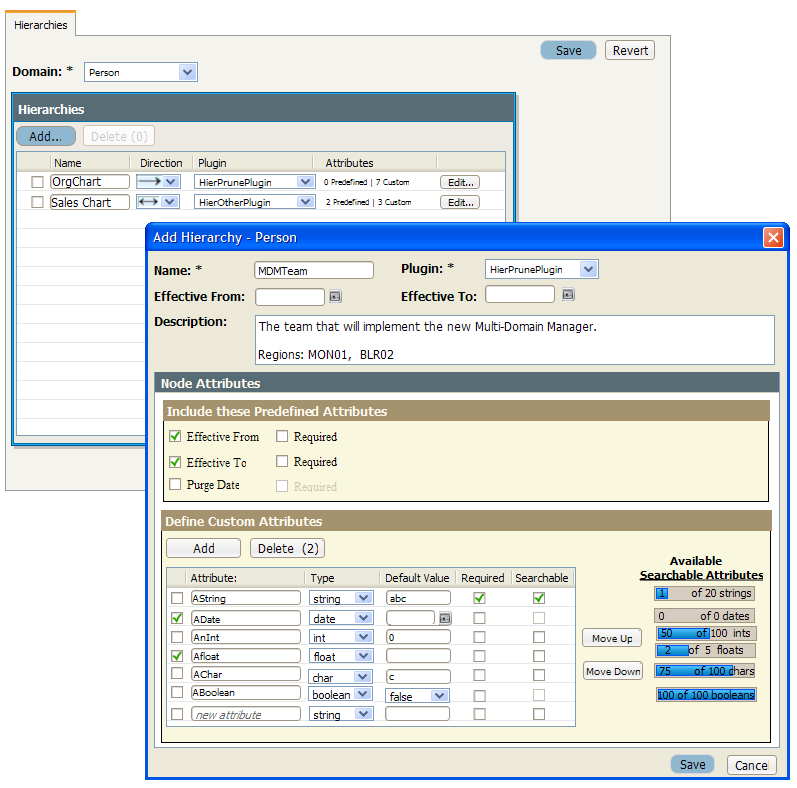 Hierarchies
Save Revert
Domain: * Person
Hierarchies
Add... Delete (0)
Name Direction Plugin Attributes
OrgChart HierPrunePlugin 0 Predefined | 7 Custom Edit...
Sales Chart HierOtherPlugin 2 Predefined | 3 Custom Edit...
Add Hierarchy - Person
Name: * MDMTeam Plugin: * HierPrunePlugin
Effective From: Effective To:
Description: The team that will implement the new Multi-Domain Manager.
Regions: MON01, BLR02
Node Attributes
Include these Predefined Attributes
Effective From Required
Effective To Required
Purge Date Required
Define Custom Attributes
Add Delete (2)
Available
Searchable Attributes
Attribute: Type Default Value Required Searchable
AString string abc 1 of 20 strings
ADate date 0 of 0 dates
AnInt int 0 Move Up 50 of 100 ints
Afloat float 2 of 5 floats
AChar char c Move Down 75 of 100 chars
ABoolean boolean false 100 of 100 booleans
new attribute string
Save Cancel